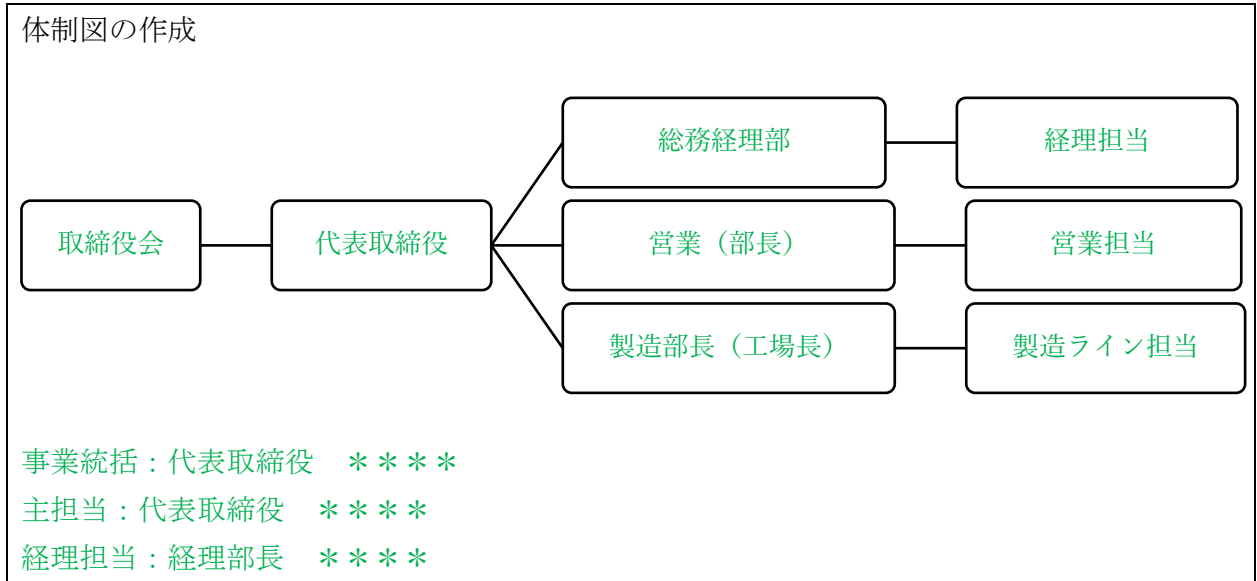 体制図の作成
総務経理部
経理担当
取締役会
代表取締役
営業（部長）
営業担当
製造部長（工場長）
製造ライン担当
事業統括：代表取締役　＊＊＊＊
主担当：代表取締役　＊＊＊＊
経理担当：経理部長　＊＊＊＊